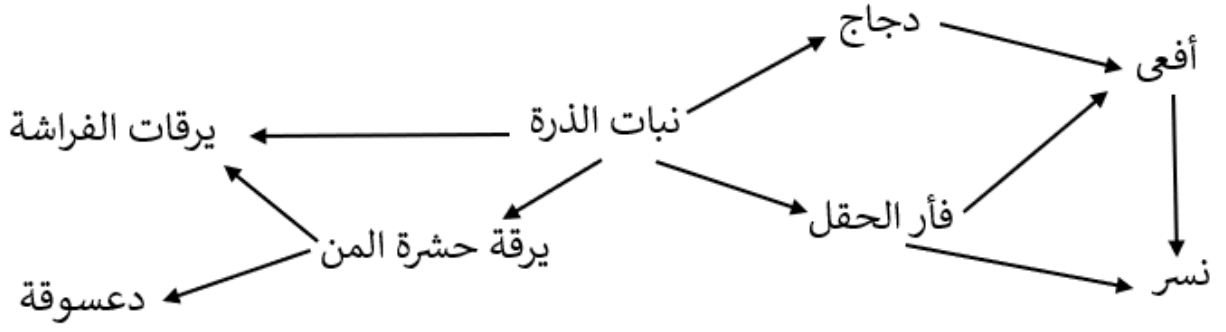 دجاج
أفعى
نبات الذرة
يرقات الفراشة
فأر الحقل
يرقة حشرة المن
نسر
دعسوقة